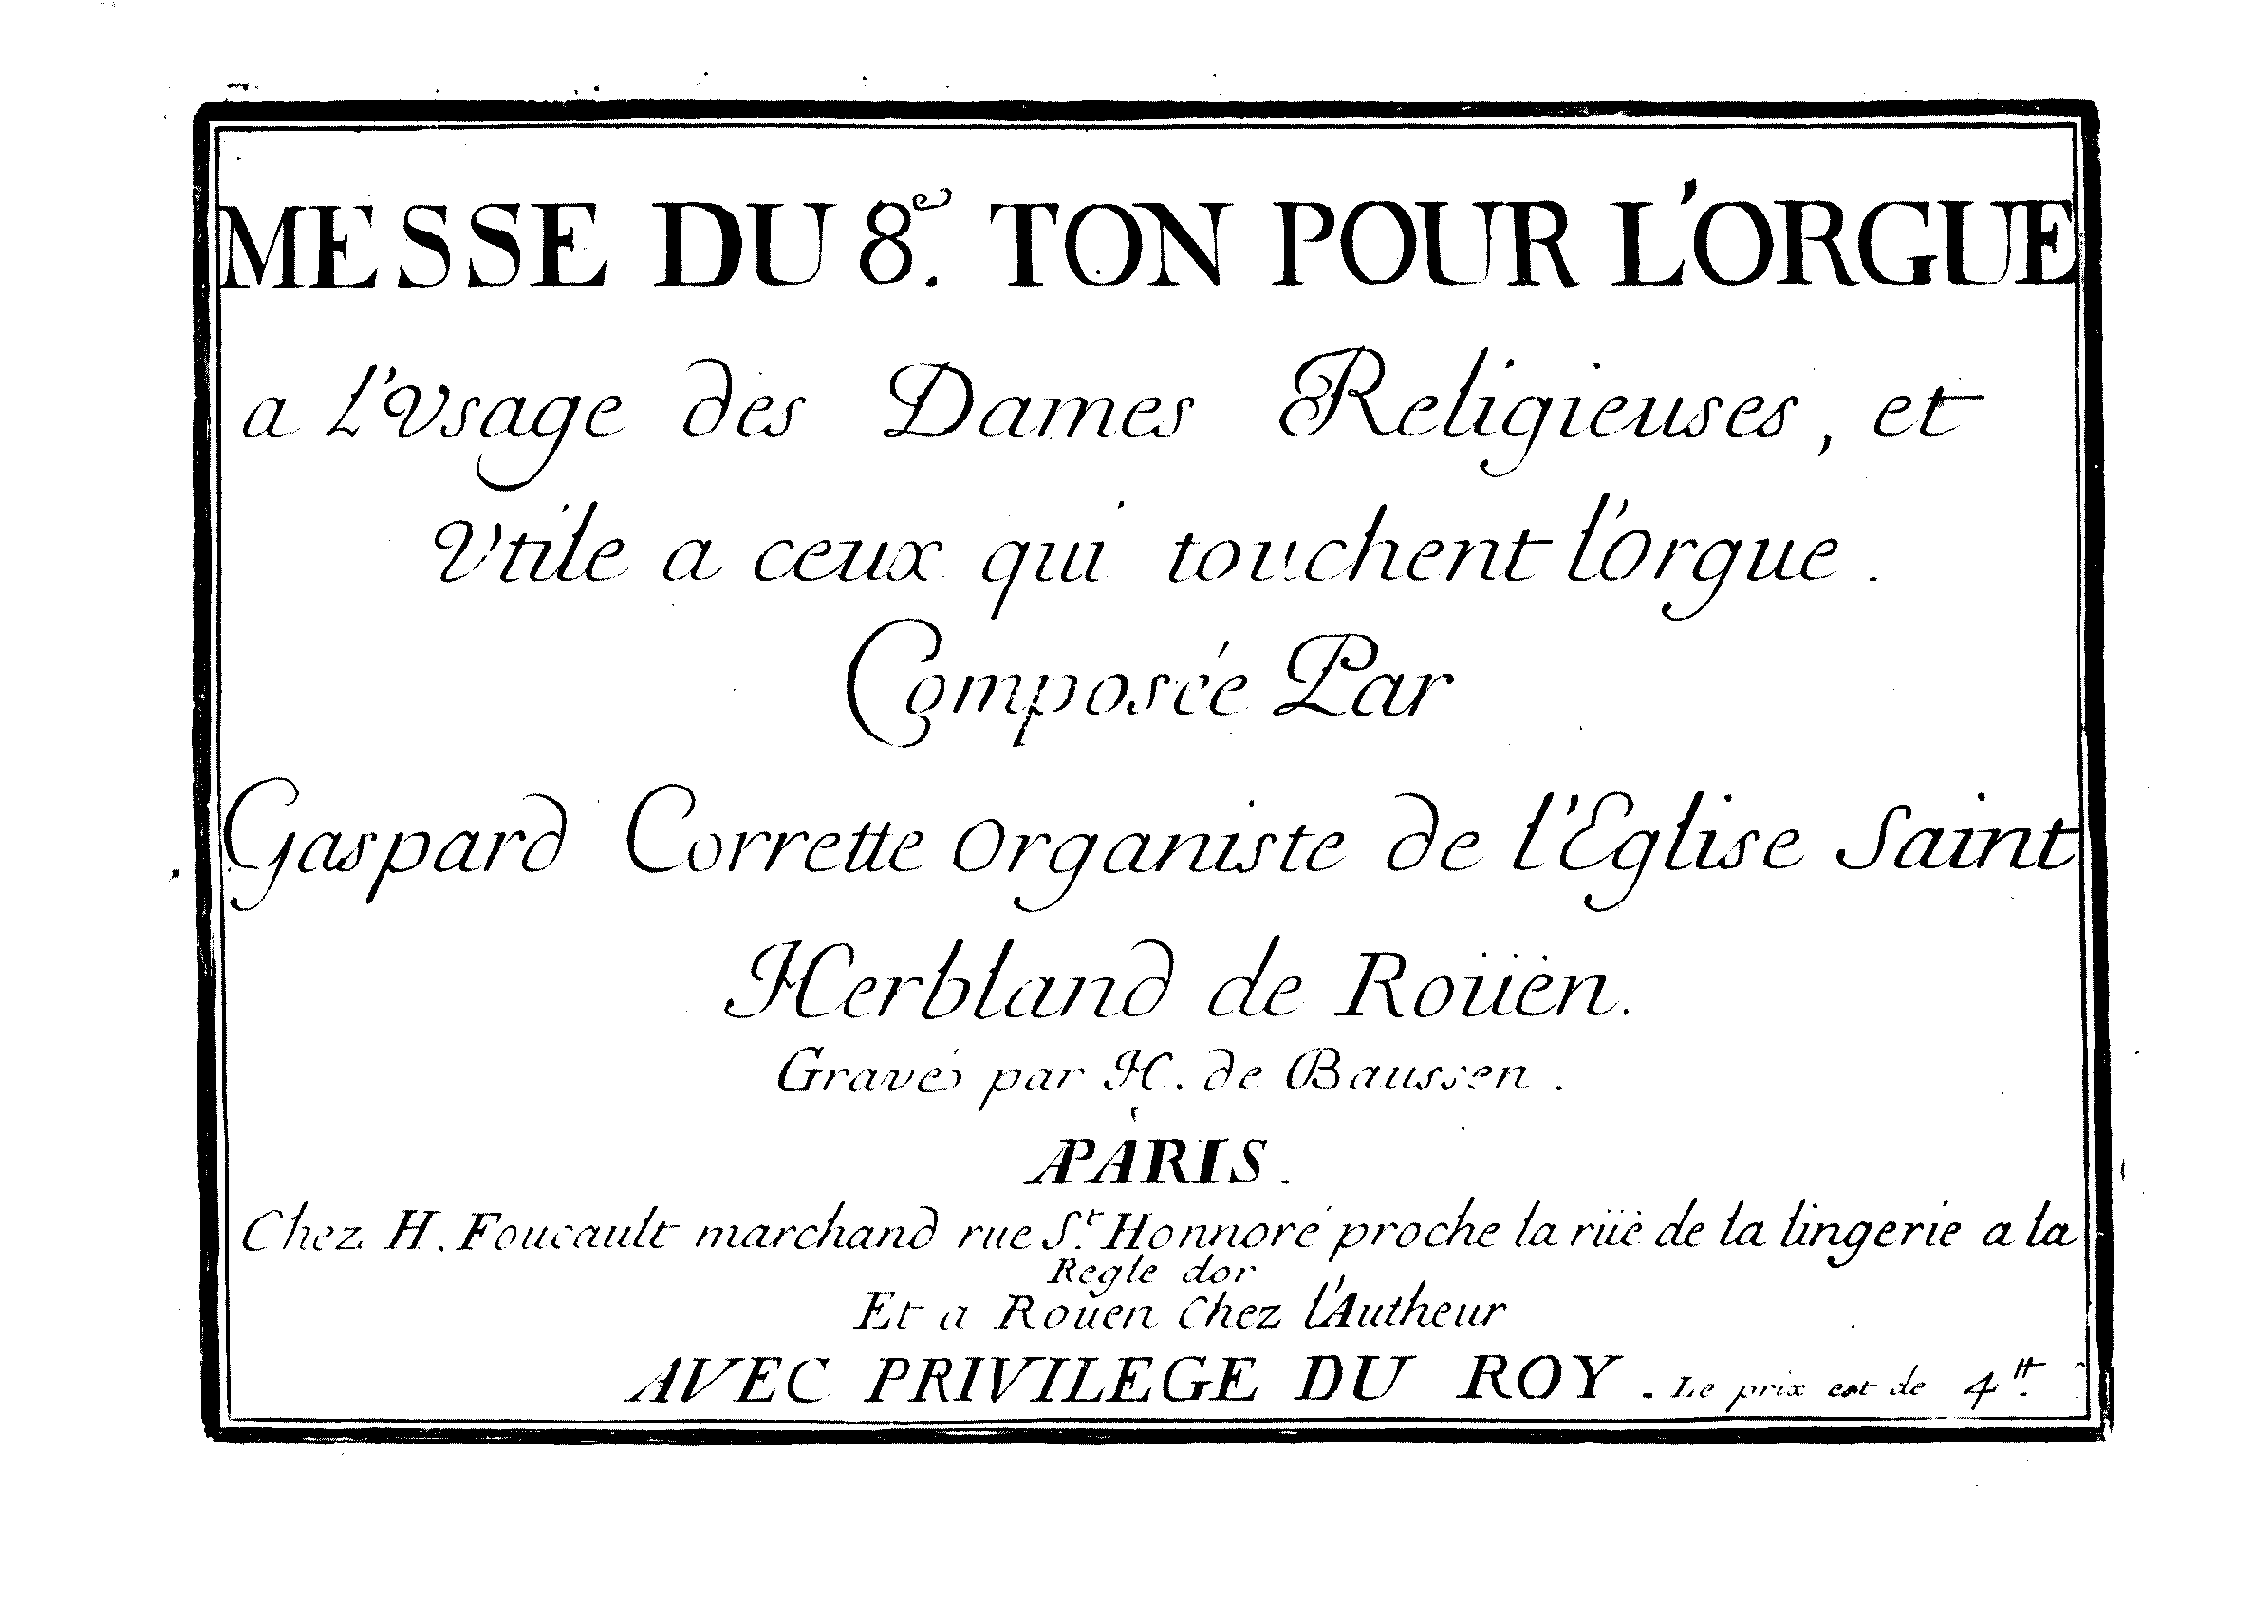 MESSE DU 8e. TON POUR L'ORGUE
a L'Vsage des Dames Religieuses, et
Vtile a ceux qui touchent l'Orgue.
Composée Par
Gaspard Corrette Organiste de l'Eglise Saint
Herbland de Roüen.
Gravés par H. de Baussen.
A PARIS.
Chez H. Foucault marchand rue St. Honnoré proche la rüe de la lingerie a la
Regle dor
Et a Roüen Chez l'Autheur
AVEC PRIVILEGE DU ROY. Le prix est de 4tt.